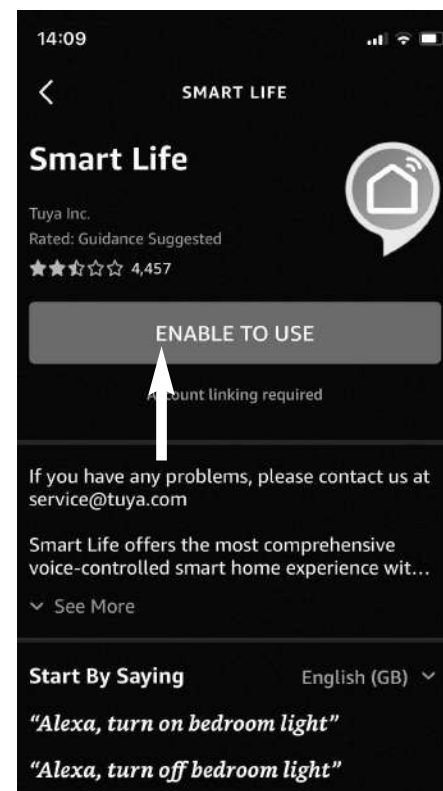 14:09
SMART LIFE
Smart Life
Tuya Inc.
Rated: Guidance Suggested
4,457
ENABLE TO USE
Account linking required
If you have any problems, please contact us at
service@tuya.com
Smart Life offers the most comprehensive
voice-controlled smart home experience wit...
See More
Start By Saying English (GB)
“Alexa, turn on bedroom light”
“Alexa, turn off bedroom light”